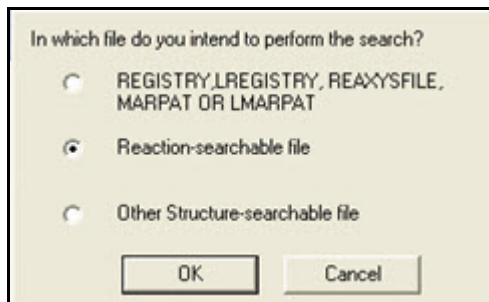 In which file do you intend to perform the search?
REGISTRY,LREGISTRY, REAXYSFILE,
MARPAT OR LMARPAT
Reaction-searchable file
Other Structure-searchable file
OK
Cancel